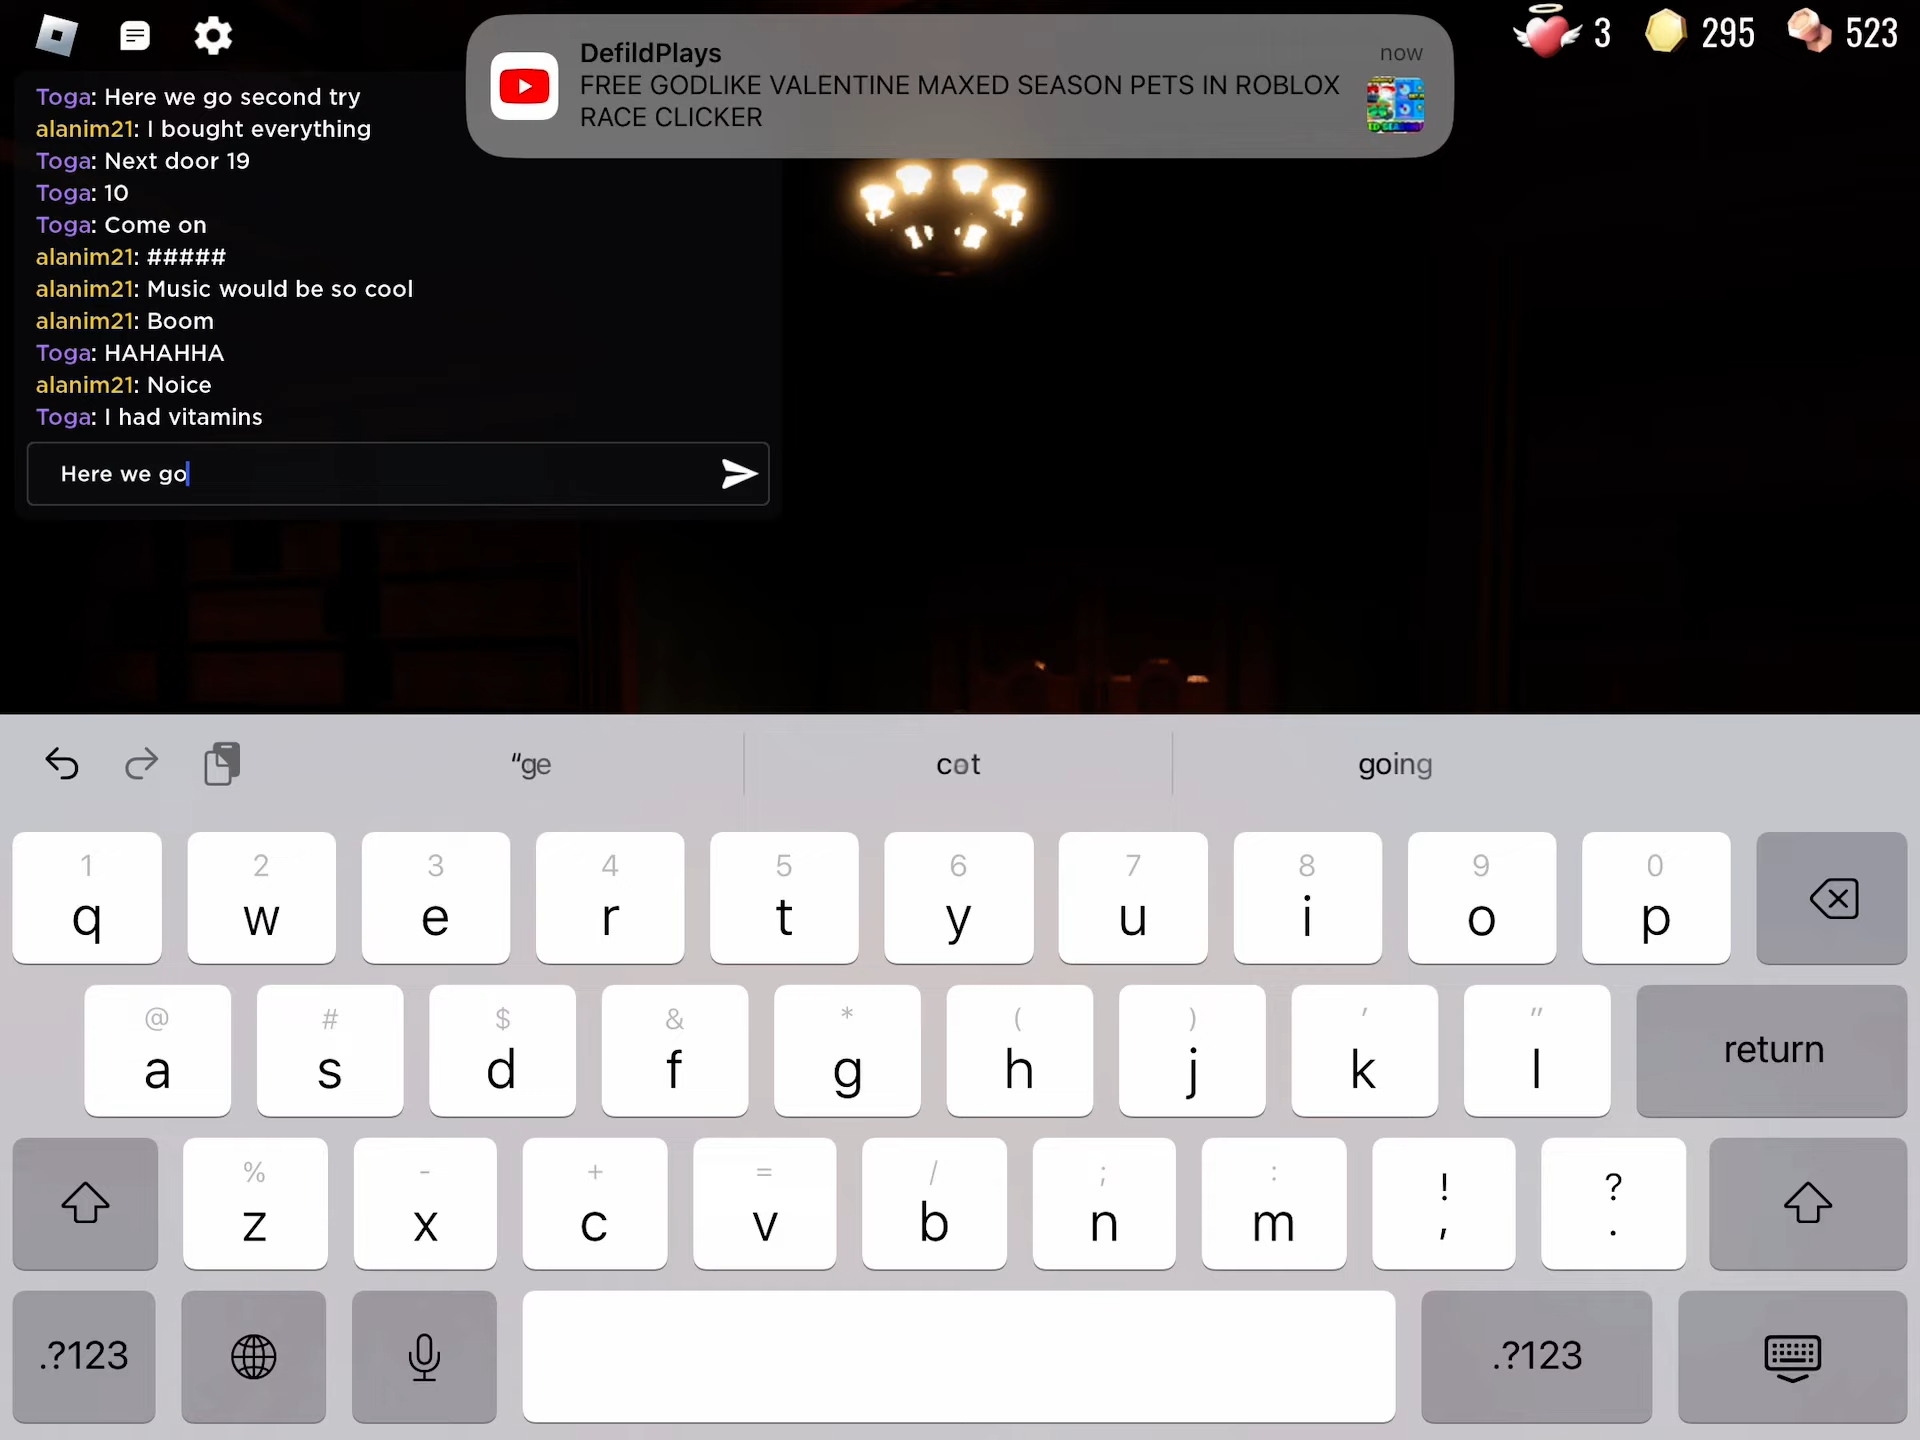 DefildPlays
now
FREE GODLIKE VALENTINE MAXED SEASON PETS IN ROBLOX
RACE CLICKER
3
295
523
Toga: Here we go second try
alanim21: I bought everything
Toga: Next door 19
Toga: 10
Toga: Come on
alanim21: #####
alanim21: Music would be so cool
alanim21: Boom
Toga: HAHAHHA
alanim21: Noice
Toga: I had vitamins
Here we go
going
1 2 3 4 5 6 7 8 9 0
q w e r t y u i o p
@ # $ & * ( ) ' "
a s d f g h j k l return
% - + = / ; : ! ?
z x c v b n m , .
.?123 .?123